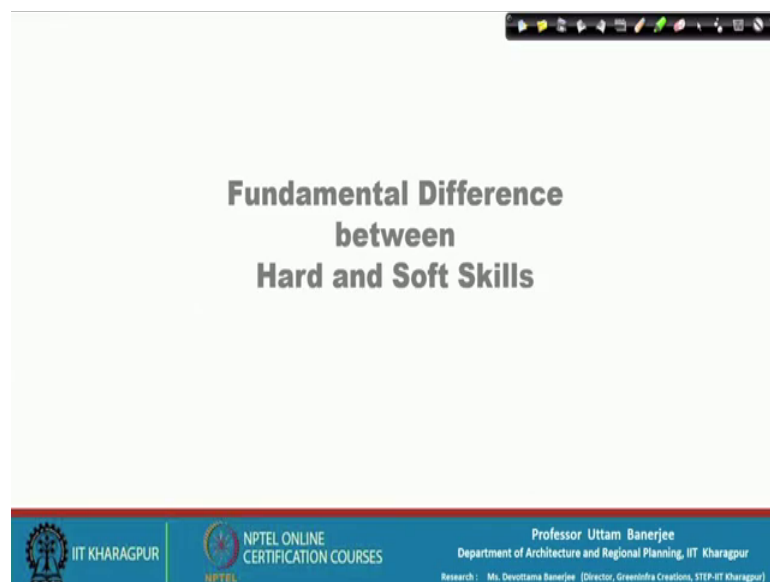 Fundamental Difference
between
Hard and Soft Skills
IIT KHARAGPUR
NPTEL
NPTEL ONLINE
CERTIFICATION COURSES
Professor Uttam Banerjee
Department of Architecture and Regional Planning, IIT Kharagpur
Research : Ms. Devottama Banerjee (Director, GreenInfra Creations, STEP-IIT Kharagpur)